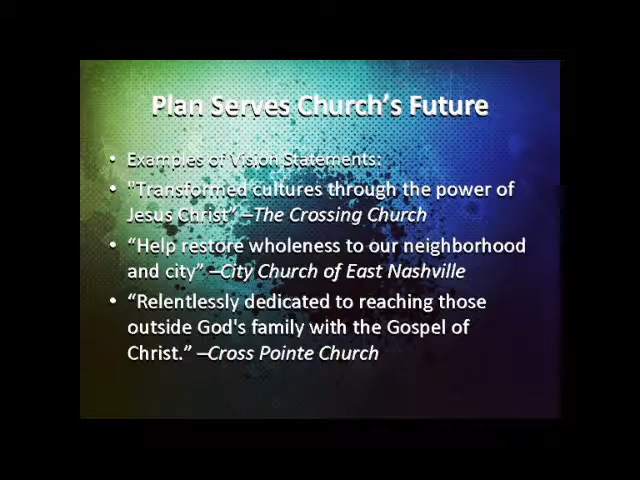 Plan Serves Church’s Future
• Examples of Vision Statements:
• "Transformed cultures through the power of
Jesus Christ” –The Crossing Church
• “Help restore wholeness to our neighborhood
and city” –City Church of East Nashville
• “Relentlessly dedicated to reaching those
outside God's family with the Gospel of
Christ.” –Cross Pointe Church